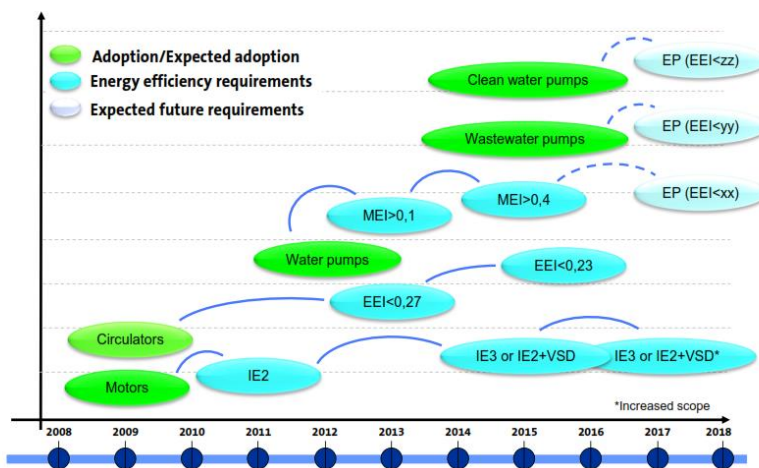 Adoption/Expected adoption
Energy efficiency requirements
Expected future requirements
EP (EEI<zz)
Clean water pumps
EP (EEI<yy)
Wastewater pumps
EP (EEI<xx)
MEI>0,4
MEI>0,1
Water pumps
EEI<0,23
EEI<0,27
Circulators
IE3 or IE2+VSD
IE3 or IE2+VSD*
IE2
Motors
*Increased scope
2008 2009 2010 2011 2012 2013 2014 2015 2016 2017 2018